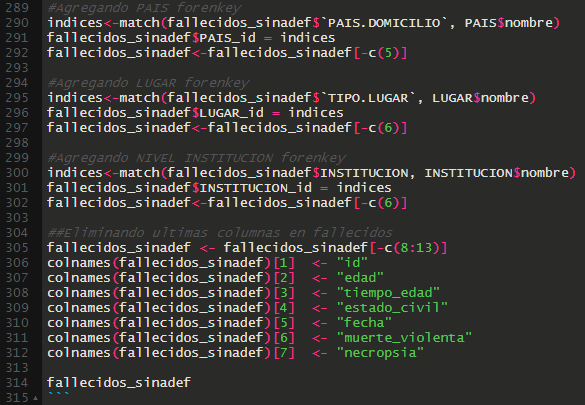 289 #Agregando PAIS forenkey
290 indices<-match(fallecidos_sinadef$`PAIS.DOMICILIO`, PAIS$nombre)
291 fallecidos_sinadef$PAIS_id = indices
292 fallecidos_sinadef<-fallecidos_sinadef[-c(5)]
293
294 #Agregando LUGAR forenkey
295 indices<-match(fallecidos_sinadef$`TIPO.LUGAR`, LUGAR$nombre)
296 fallecidos_sinadef$LUGAR_id = indices
297 fallecidos_sinadef<-fallecidos_sinadef[-c(6)]
298
299 #Agregando NIVEL INSTITUCION forenkey
300 indices<-match(fallecidos_sinadef$INSTITUCION, INSTITUCION$nombre)
301 fallecidos_sinadef$INSTITUCION_id = indices
302 fallecidos_sinadef<-fallecidos_sinadef[-c(6)]
303
304 ##Eliminando ultimas columnas en fallecidos
305 fallecidos_sinadef <- fallecidos_sinadef[-c(8:13)]
306 colnames(fallecidos_sinadef)[1]  <- "id"
307 colnames(fallecidos_sinadef)[2]  <- "edad"
308 colnames(fallecidos_sinadef)[3]  <- "tiempo_edad"
309 colnames(fallecidos_sinadef)[4]  <- "estado_civil"
310 colnames(fallecidos_sinadef)[5]  <- "fecha"
311 colnames(fallecidos_sinadef)[6]  <- "muerte_violenta"
312 colnames(fallecidos_sinadef)[7]  <- "necropsia"
313
314 fallecidos_sinadef
315 ```